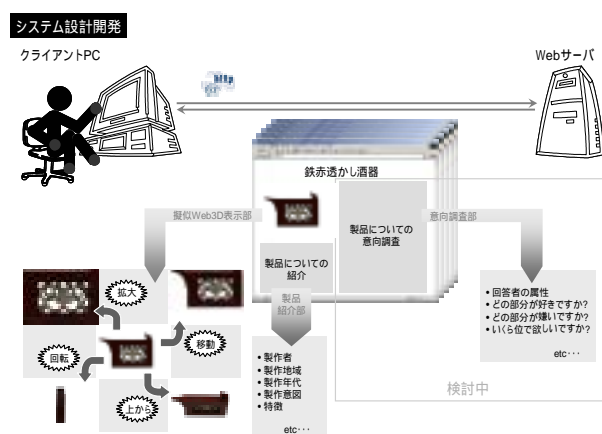 システム設計開発
クライアントPC
Webサーバ
http
鉄赤透かし酒器
擬似Web3D表示部
製品についての
意向調査
意向調査部
製品についての
紹介
製品
紹介部
拡大
回転
移動
上から
• 回答者の属性
• どの部分が好きですか?
• どの部分が嫌いですか?
• いくら位で欲しいですか?
etc･･･
• 製作者
• 製作地域
• 製作年代
• 製作意図
• 特徴
etc･･･
検討中